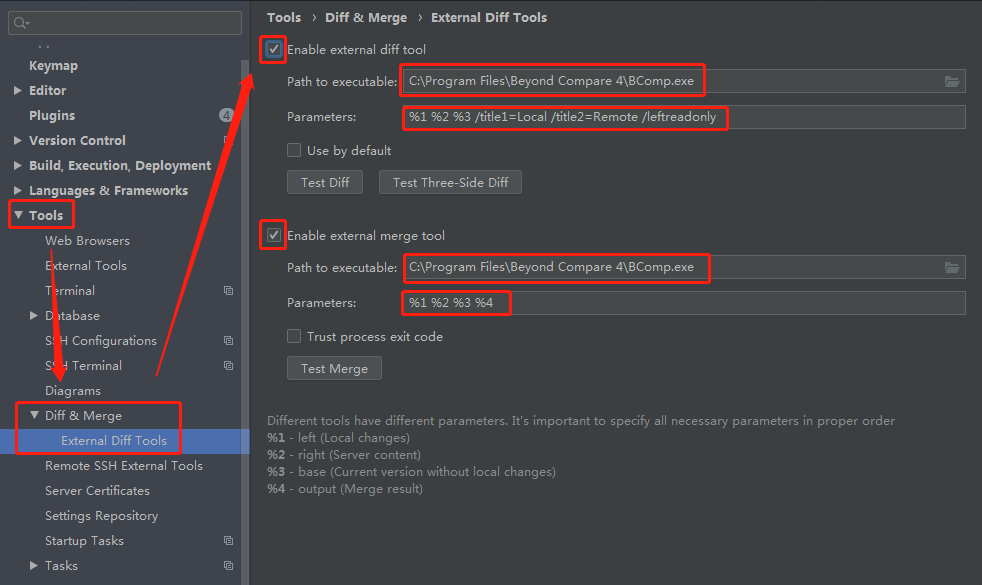 Keymap
Editor
Plugins 4
Version Control
Build, Execution, Deployment
Languages & Frameworks
Tools
Web Browsers
External Tools
Terminal
Database
SSH Configurations
SSH Terminal
Diagrams
Diff & Merge
External Diff Tools
Remote SSH External Tools
Server Certificates
Settings Repository
Startup Tasks
Tasks
Tools › Diff & Merge › External Diff Tools
Enable external diff tool
Path to executable: C:\Program Files\Beyond Compare 4\BComp.exe
Parameters: %1 %2 %3 /title1=Local /title2=Remote /leftreadonly
Use by default
Test Diff Test Three-Side Diff
Enable external merge tool
Path to executable: C:\Program Files\Beyond Compare 4\BComp.exe
Parameters: %1 %2 %3 %4
Trust process exit code
Test Merge
Different tools have different parameters. It's important to specify all necessary parameters in proper order
%1 - left (Local changes)
%2 - right (Server content)
%3 - base (Current version without local changes)
%4 - output (Merge result)